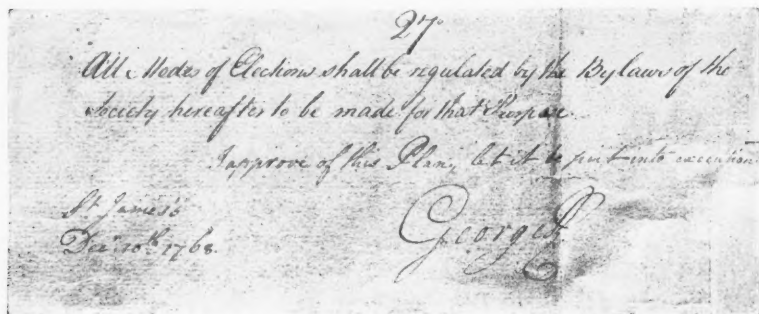 27
All Modes of Elections shall be regulated by the Bylaws of the
Society hereafter to be made for that Purpose
I approve of this Plan, let it be put into execution
St James's
Decr 10th 1768.
George R.